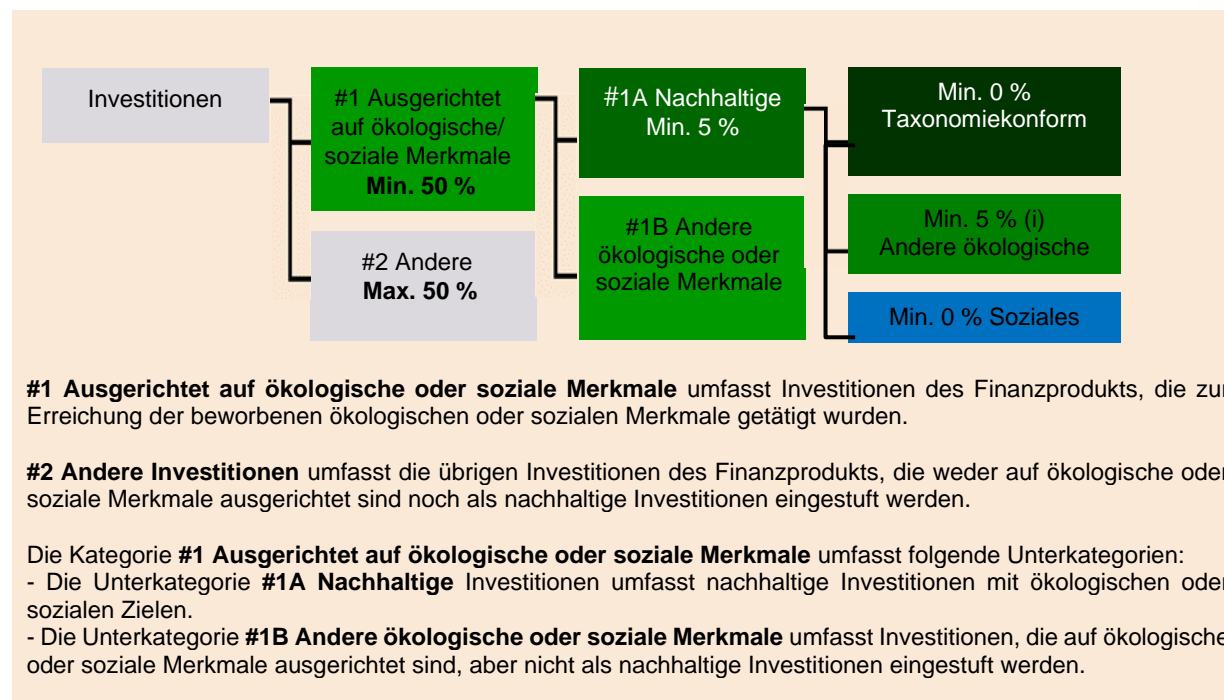 Investitionen
#1 Ausgerichtet
auf ökologische/
soziale Merkmale
Min. 50 %
#2 Andere
Max. 50 %
#1A Nachhaltige
Min. 5 %
#1B Andere
ökologische oder
soziale Merkmale
Min. 0 %
Taxonomiekonform
Min. 5 % (i)
Andere ökologische
Min. 0 % Soziales
#1 Ausgerichtet auf ökologische oder soziale Merkmale umfasst Investitionen des Finanzprodukts, die zur
Erreichung der beworbenen ökologischen oder sozialen Merkmale getätigt wurden.
#2 Andere Investitionen umfasst die übrigen Investitionen des Finanzprodukts, die weder auf ökologische oder
soziale Merkmale ausgerichtet sind noch als nachhaltige Investitionen eingestuft werden.
Die Kategorie #1 Ausgerichtet auf ökologische oder soziale Merkmale umfasst folgende Unterkategorien:
- Die Unterkategorie #1A Nachhaltige Investitionen umfasst nachhaltige Investitionen mit ökologischen oder
sozialen Zielen.
- Die Unterkategorie #1B Andere ökologische oder soziale Merkmale umfasst Investitionen, die auf ökologische
oder soziale Merkmale ausgerichtet sind, aber nicht als nachhaltige Investitionen eingestuft werden.